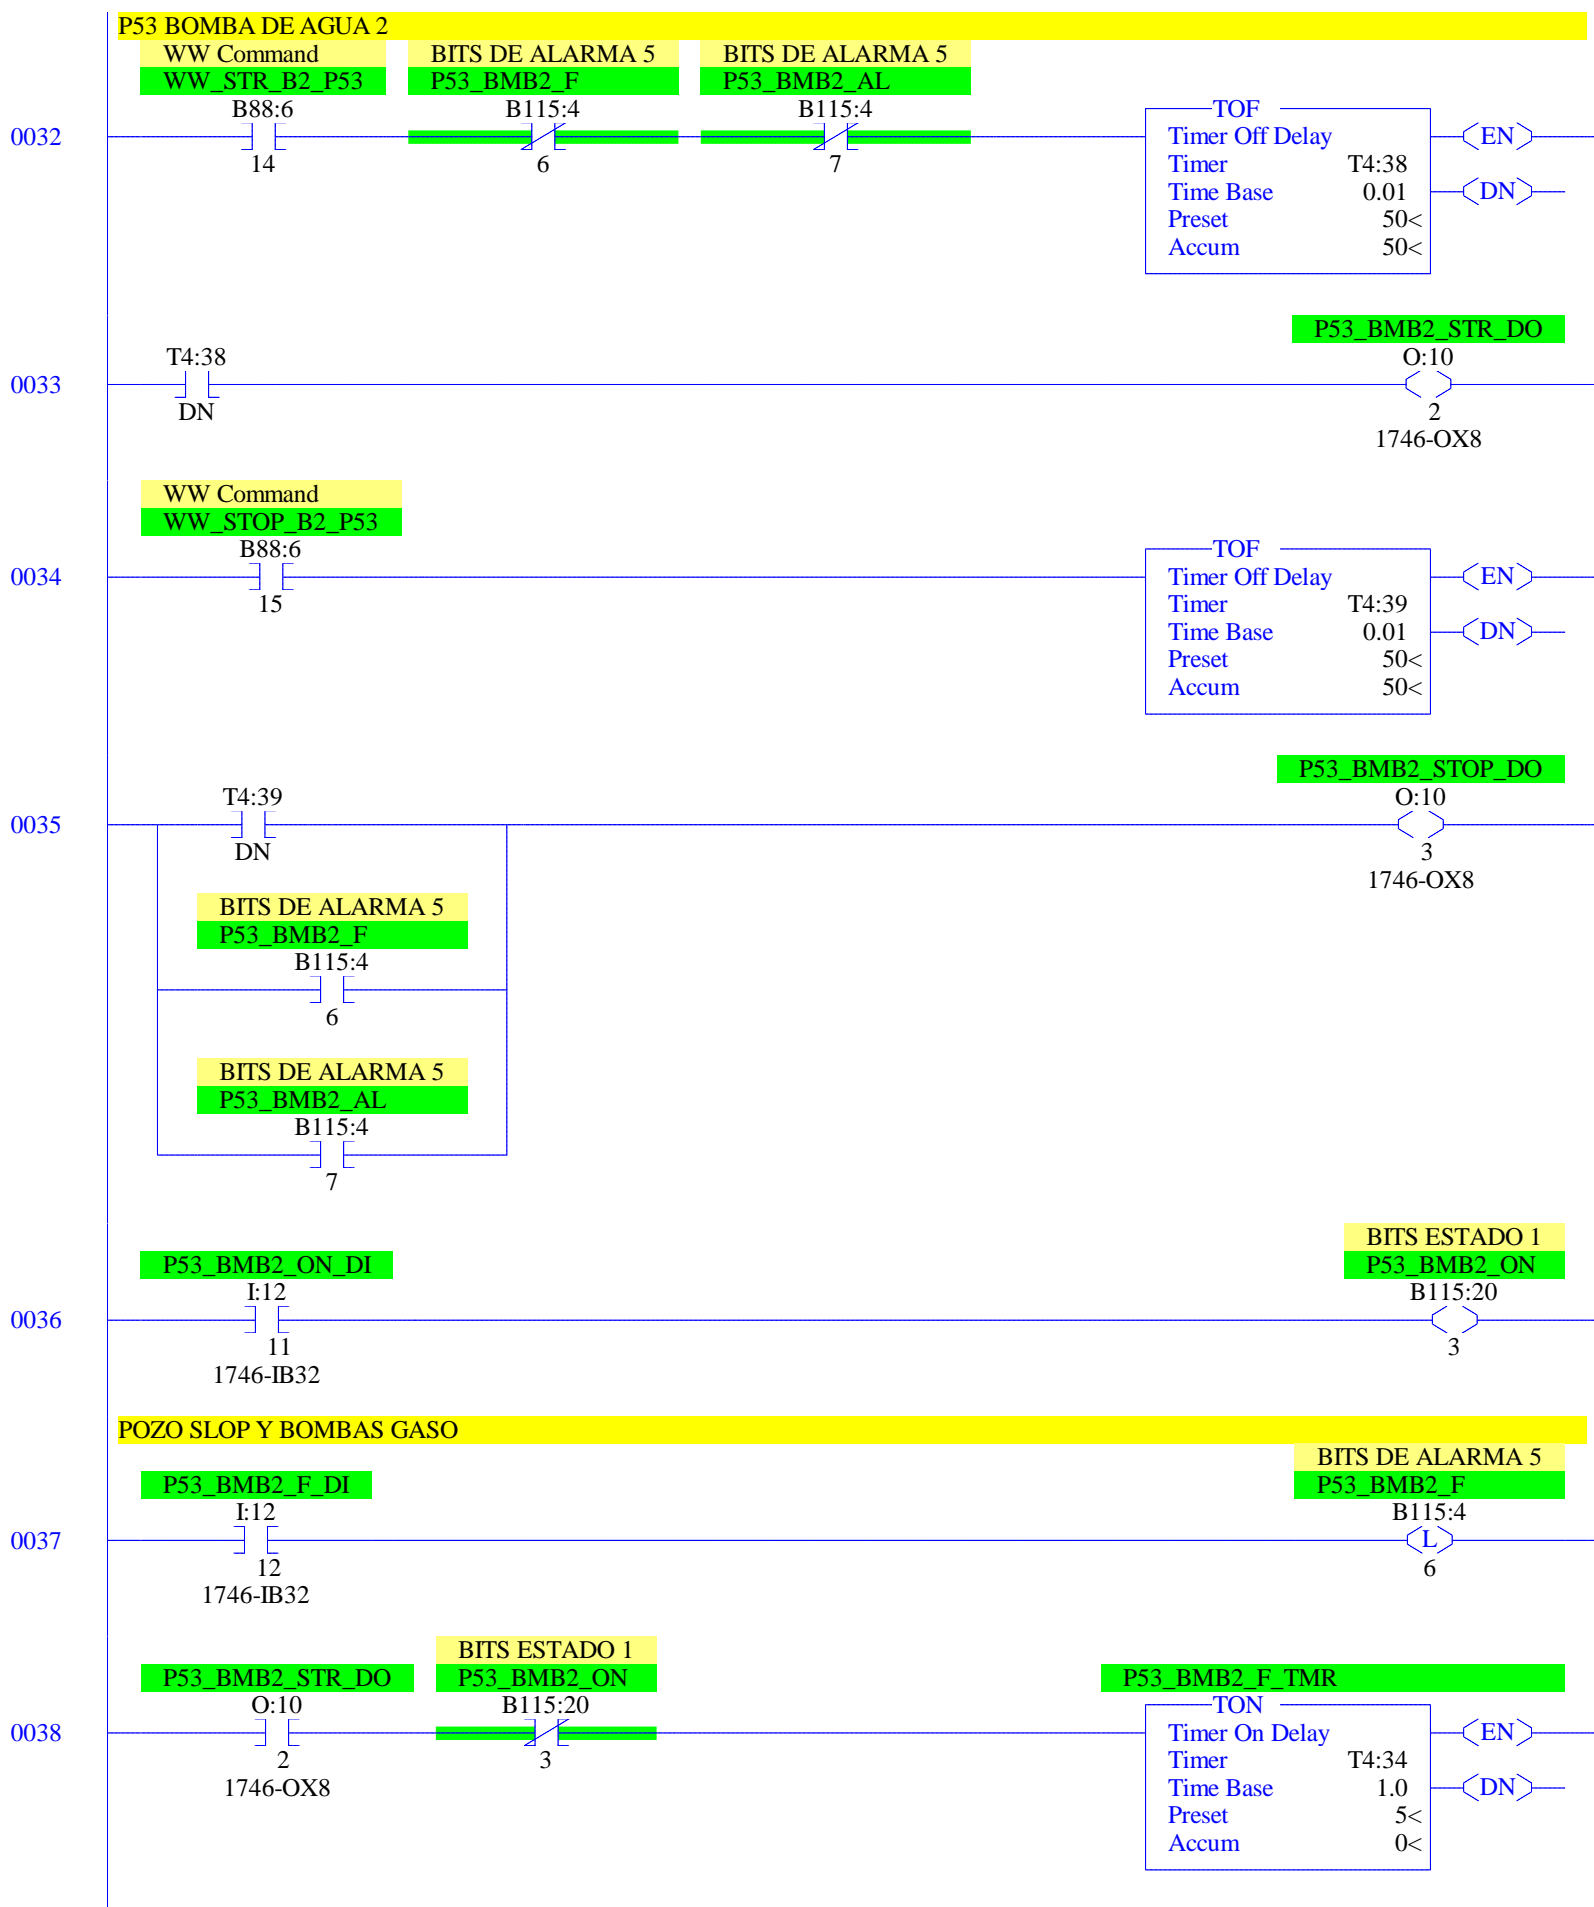 P53 BOMBA DE AGUA 2
WW Command
WW_STR_B2_P53
B88:6
14
BITS DE ALARMA 5
P53_BMB2_F
B115:4
6
BITS DE ALARMA 5
P53_BMB2_AL
B115:4
7
0032
TOF
Timer Off Delay
Timer T4:38
Time Base 0.01
Preset 50<
Accum 50<
EN
DN
0033
T4:38
DN
P53_BMB2_STR_DO
O:10
2
1746-OX8
WW Command
WW_STOP_B2_P53
B88:6
15
0034
TOF
Timer Off Delay
Timer T4:39
Time Base 0.01
Preset 50<
Accum 50<
EN
DN
0035
T4:39
DN
BITS DE ALARMA 5
P53_BMB2_F
B115:4
6
BITS DE ALARMA 5
P53_BMB2_AL
B115:4
7
P53_BMB2_STOP_DO
O:10
3
1746-OX8
0036
P53_BMB2_ON_DI
I:12
11
1746-IB32
BITS ESTADO 1
P53_BMB2_ON
B115:20
3
POZO SLOP Y BOMBAS GASO
0037
P53_BMB2_F_DI
I:12
12
1746-IB32
BITS DE ALARMA 5
P53_BMB2_F
B115:4
L
6
0038
P53_BMB2_STR_DO
O:10
2
1746-OX8
BITS ESTADO 1
P53_BMB2_ON
B115:20
3
P53_BMB2_F_TMR
TON
Timer On Delay
Timer T4:34
Time Base 1.0
Preset 5<
Accum 0<
EN
DN